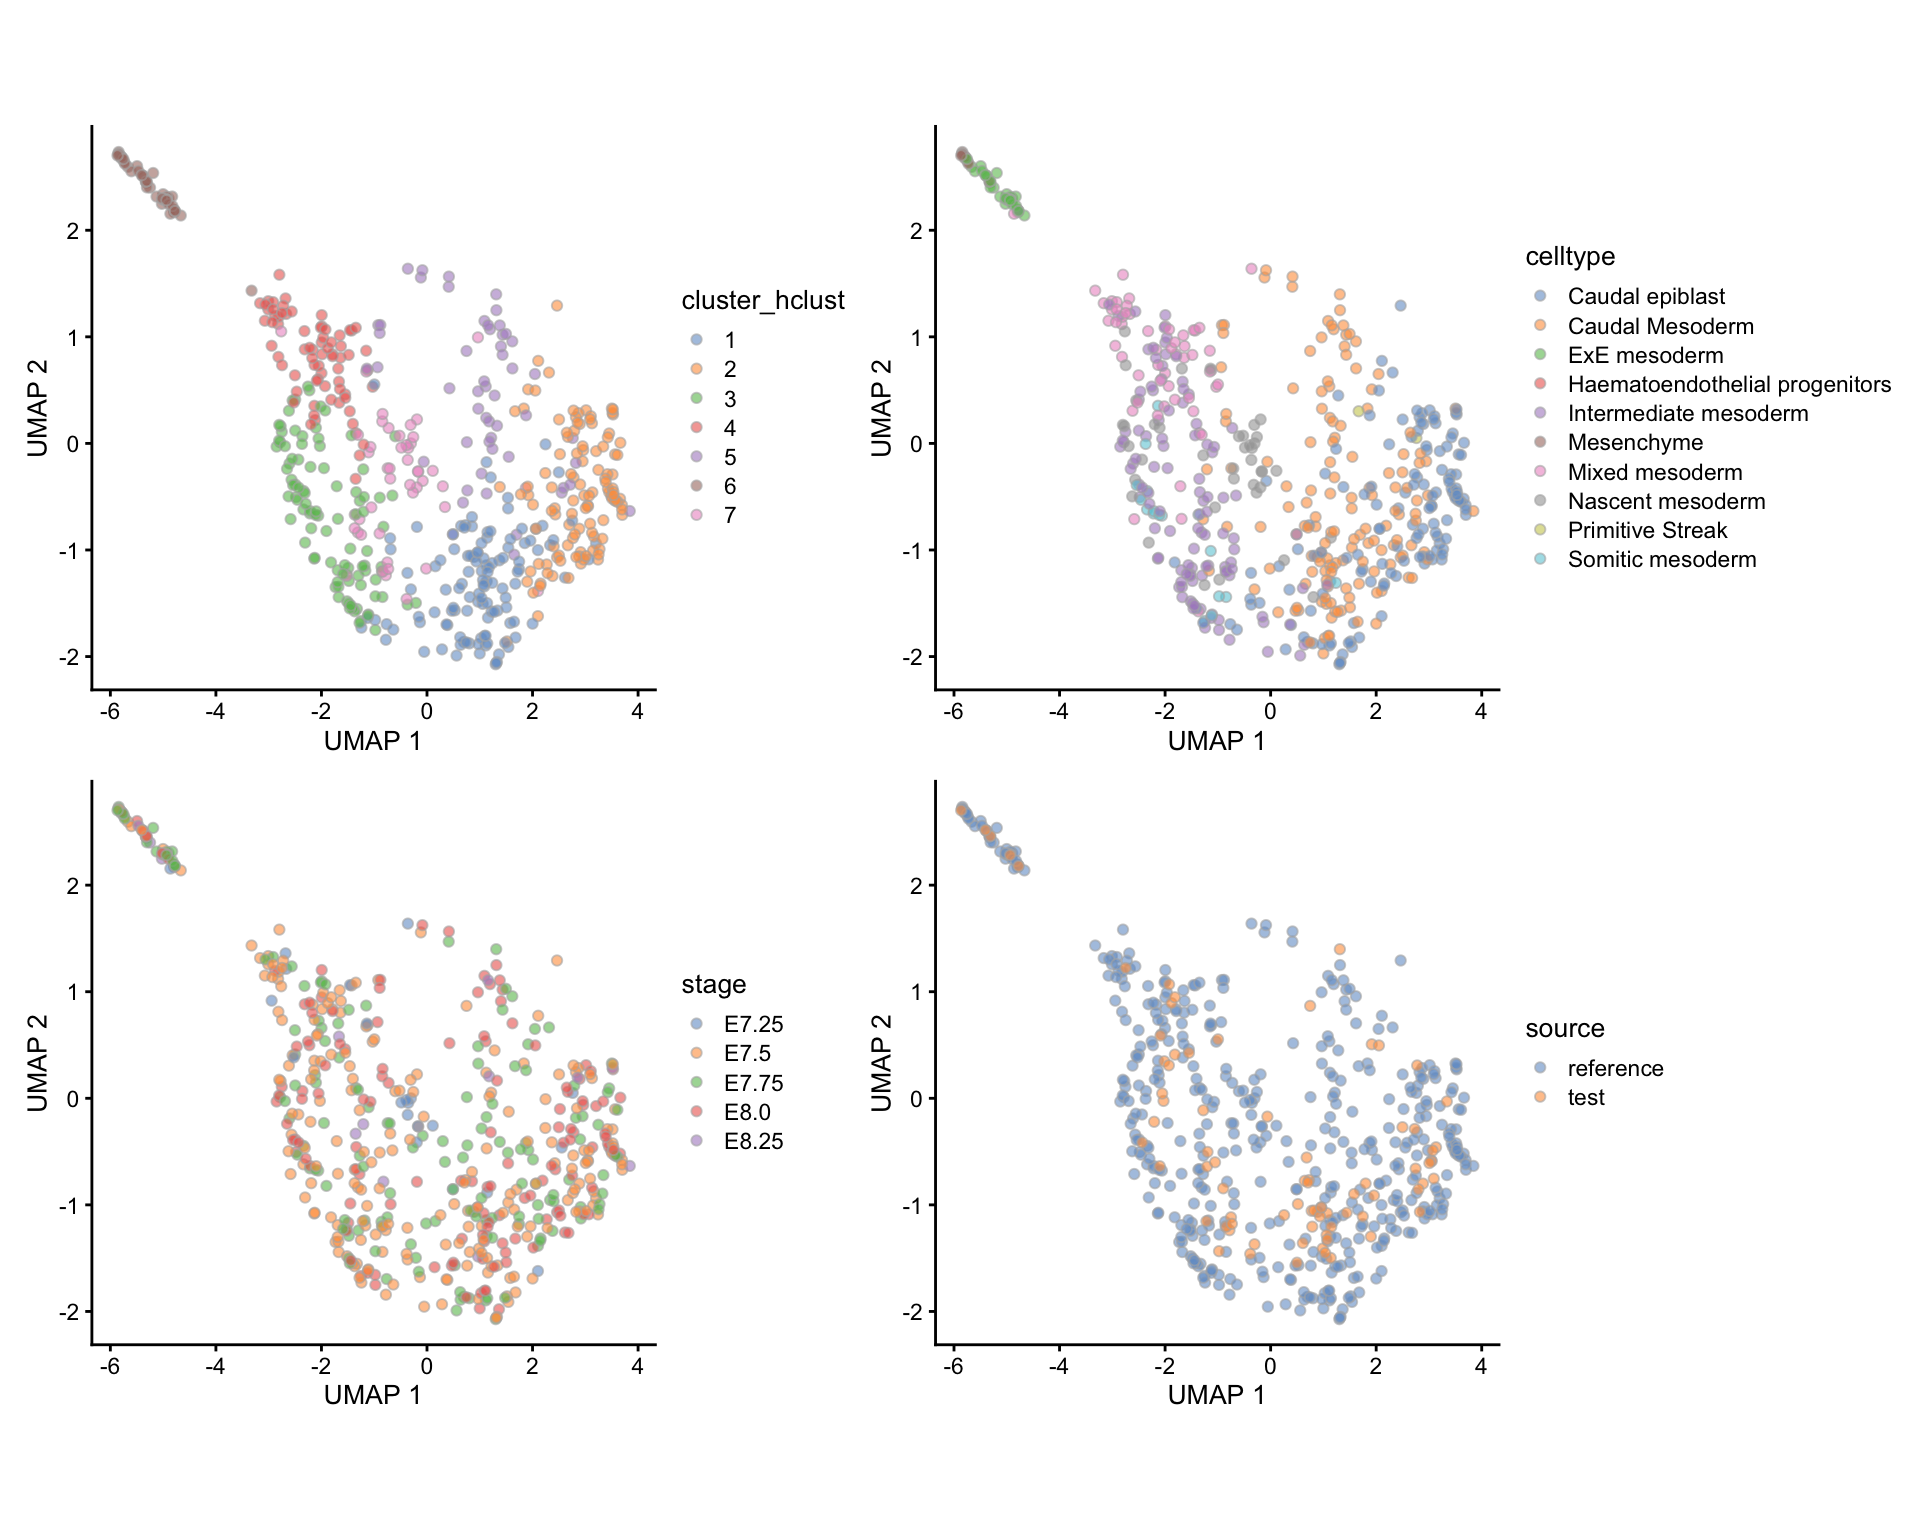 UMAP 2
2
1
0
-1
-2
-6
-4
-2
0
2
4
UMAP 1
cluster_hclust
1
2
3
4
5
6
7
UMAP 2
2
1
0
-1
-2
-6
-4
-2
0
2
4
UMAP 1
celltype
Caudal epiblast
Caudal Mesoderm
ExE mesoderm
Haematoendothelial progenitors
Intermediate mesoderm
Mesenchyme
Mixed mesoderm
Nascent mesoderm
Primitive Streak
Somitic mesoderm
UMAP 2
2
1
0
-1
-2
-6
-4
-2
0
2
4
UMAP 1
stage
E7.25
E7.5
E7.75
E8.0
E8.25
UMAP 2
2
1
0
-1
-2
-6
-4
-2
0
2
4
UMAP 1
source
reference
test